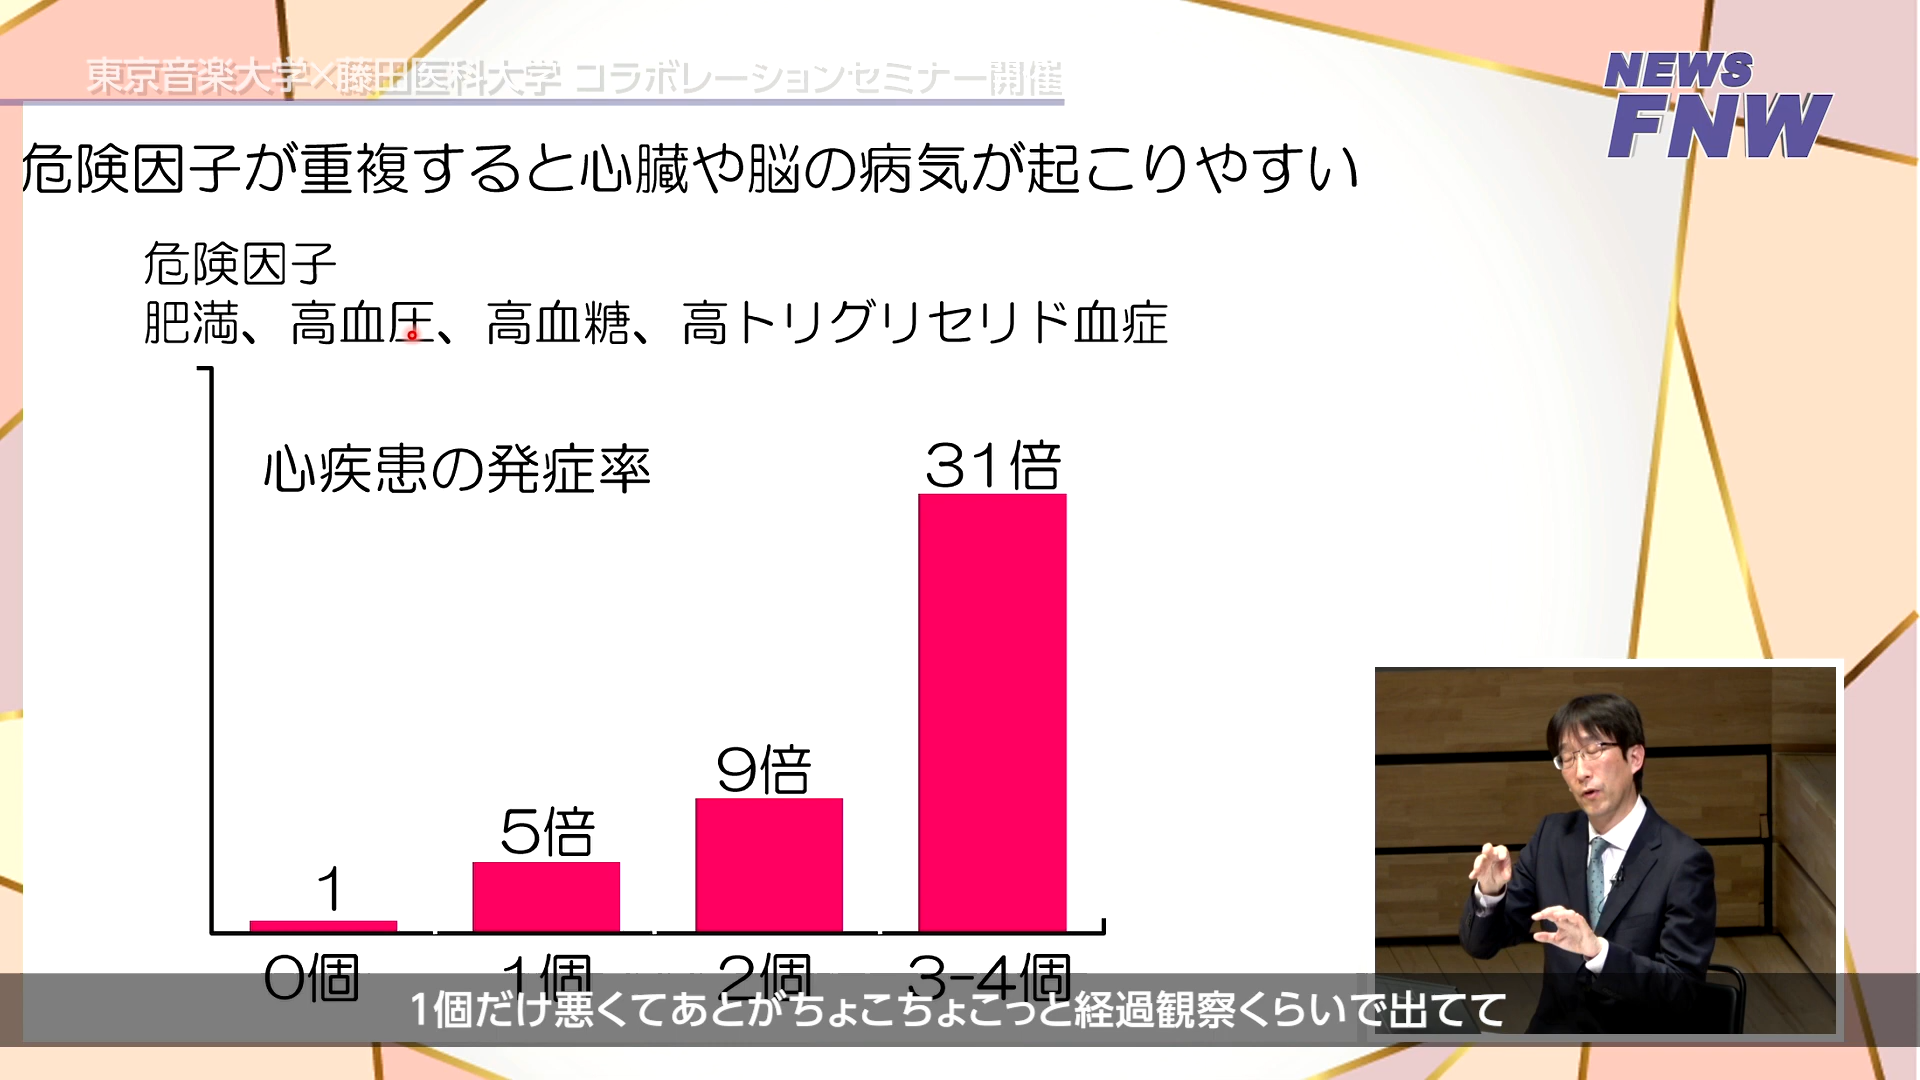 東京音楽大学×藤田医科大学 コラボレーションセミナー開催
NEWS
FNW
危険因子が重複すると心臓や脳の病気が起こりやすい
危険因子
肥満、高血圧、高血糖、高トリグリセリド血症
心疾患の発症率
31倍
9倍
5倍
1
0個 1個 2個 3-4個
1個だけ悪くてあとがちょこちょこっと経過観察くらいで出てて